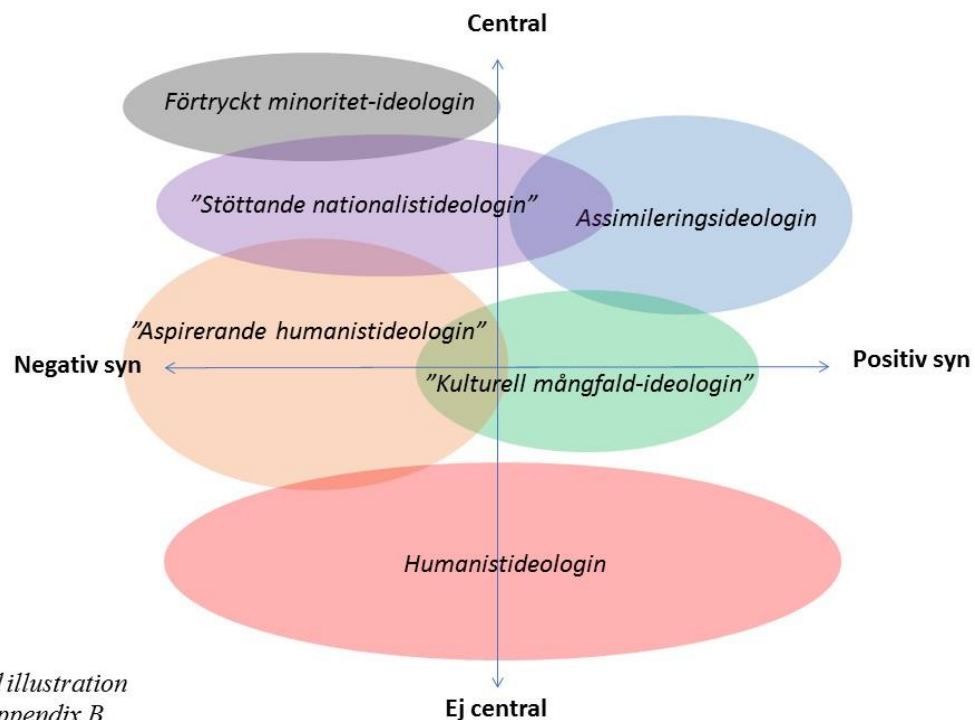 Central
Förtryckt minoritet-ideologin
”Stöttande nationalistideologin”
Assimileringsideologin
”Aspirerande humanistideologin”
Negativ syn
Positiv syn
”Kulturell mångfald-ideologin”
Humanistideologin
illustration
Ej central